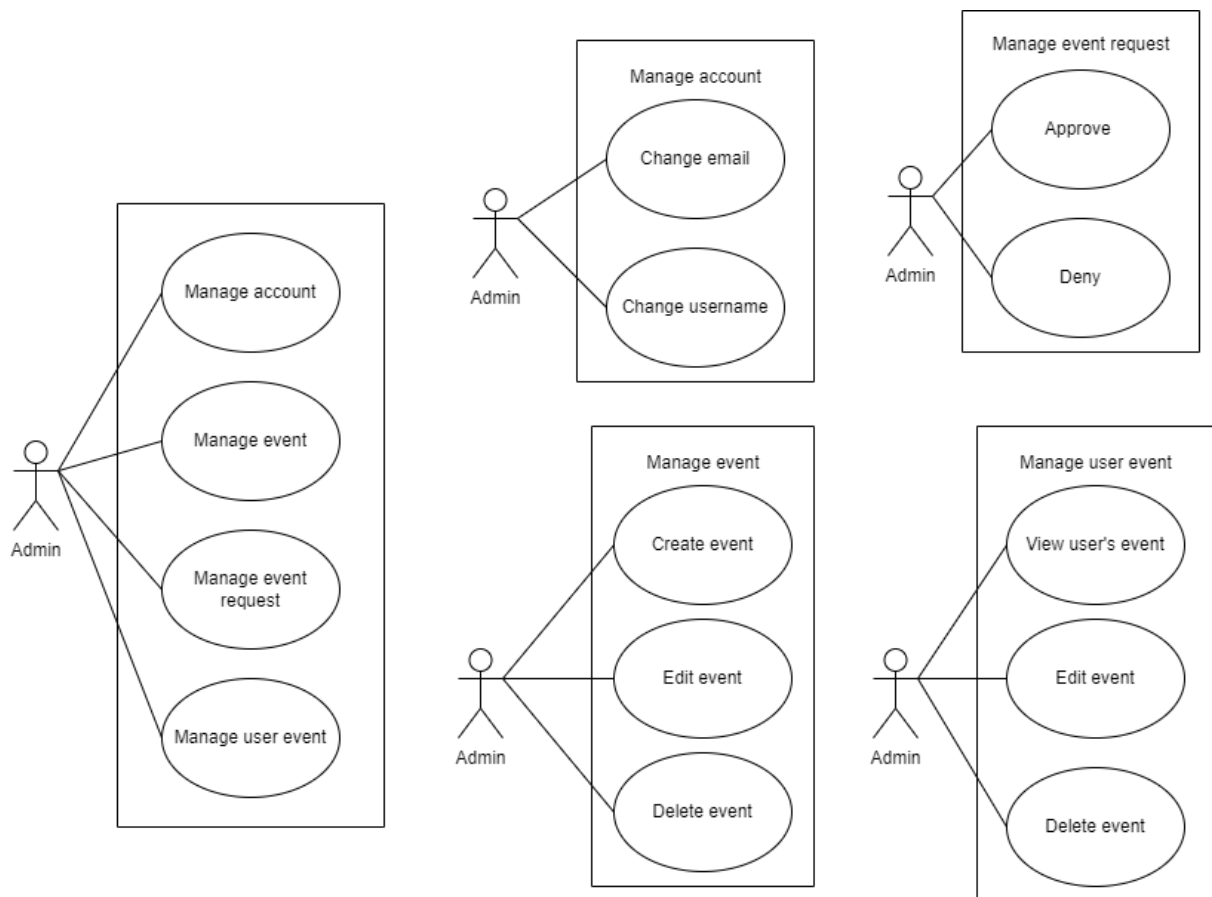 Manage account
Manage event
Manage event
request
Manage user event
Admin
Manage account
Change email
Change username
Admin
Manage event request
Approve
Deny
Admin
Manage event
Create event
Edit event
Delete event
Admin
Manage user event
View user's event
Edit event
Delete event
Admin